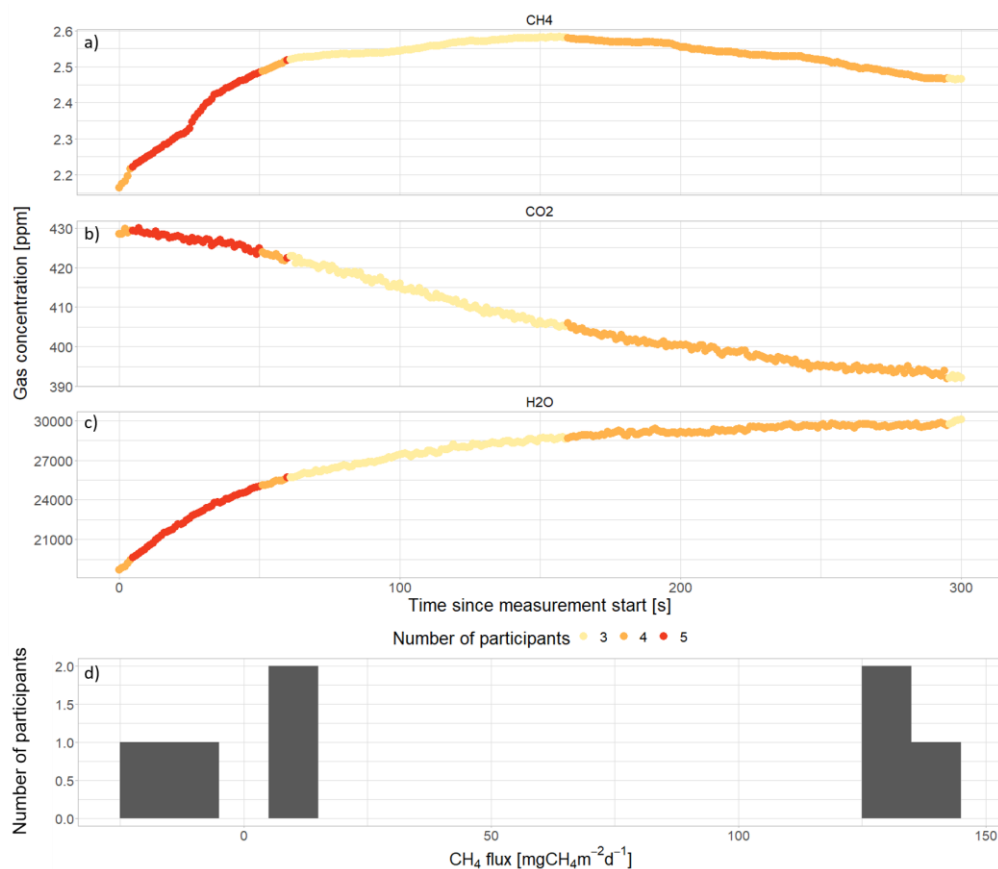 CH4
a)
2.6
2.5
2.4
2.3
2.2
CO2
b)
430
420
410
400
390
Gas concentration [ppm]
H2O
c)
30000
27000
24000
21000
0 100 200 300
Time since measurement start [s]
Number of participants 3 4 5
d)
2.0
1.5
1.0
0.5
0.0
Number of participants
0 50 100 150
CH₄ flux [mgCH₄m⁻²d⁻¹]